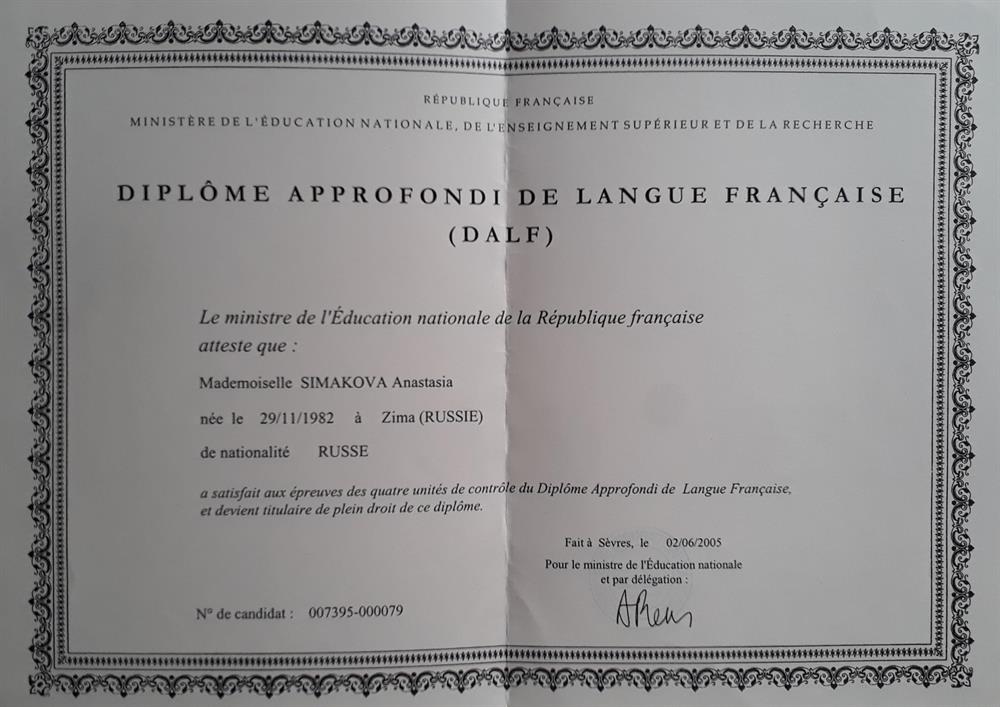 RÉPUBLIQUE FRANÇAISE
MINISTÈRE DE L'ÉDUCATION NATIONALE, DE L'ENSEIGNEMENT SUPÉRIEUR ET DE LA RECHERCHE
DIPLÔME APPROFONDI DE LANGUE FRANÇAISE
(DALF)
Le ministre de l'Éducation nationale de la République française
atteste que :
Mademoiselle SIMAKOVA Anastasia
née le 29/11/1982 à Zima (RUSSIE)
de nationalité RUSSE
a satisfait aux épreuves des quatre unités de contrôle du Diplôme Approfondi de Langue Française,
et devient titulaire de plein droit de ce diplôme.
Fait à Sèvres, le 02/06/2005
Pour le ministre de l'Éducation nationale
et par délégation :
N° de candidat : 007395-000079